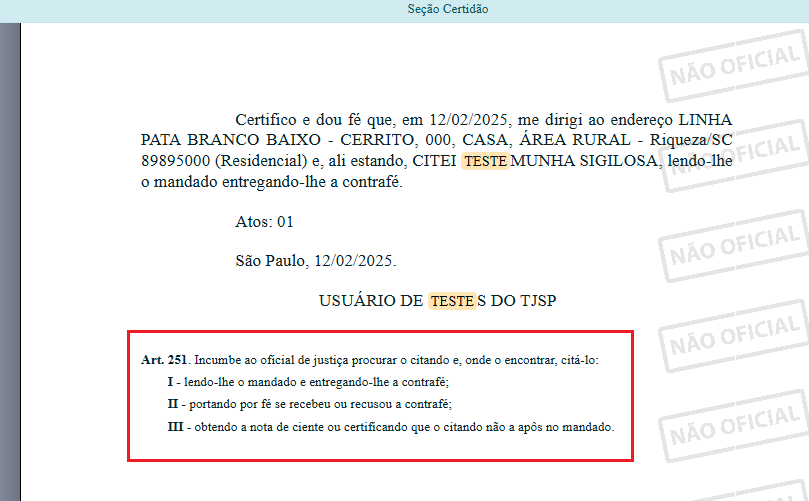 Seção Certidão
NÃO OFICIAL
Certifico e dou fé que, em 12/02/2025, me dirigi ao endereço LINHA
PATA BRANCO BAIXO - CERRITO, 000, CASA, ÁREA RURAL - Riqueza/SC
NÃO OFICIAL
89895000 (Residencial) e, ali estando, CITEI TESTEMUNHA SIGILOSA, lendo-lhe
o mandado entregando-lhe a contrafé.
Atos: 01
NÃO OFICIAL
São Paulo, 12/02/2025.
USUÁRIO DE TESTES DO TJSP
NÃO OFICIAL
Art. 251. Incumbe ao oficial de justiça procurar o citando e, onde o encontrar, citá-lo:
I - lendo-lhe o mandado e entregando-lhe a contrafé;
II - portando por fé se recebeu ou recusou a contrafé;
III - obtendo a nota de ciente ou certificando que o citando não a apôs no mandado.
NÃO OFICIAL